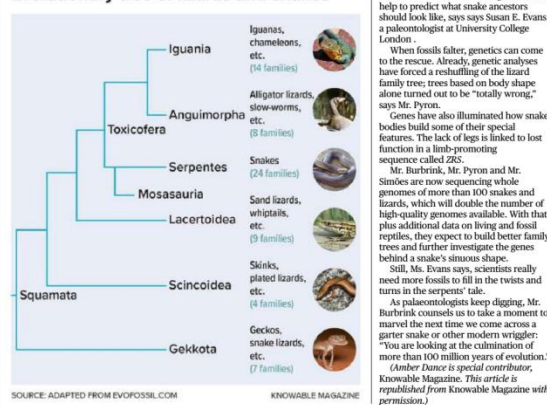 Iguania
Iguanas,
chameleons,
etc.
(14 families)
Anguimorpha
Alligator lizards,
slow-worms,
etc.
(8 families)
Toxicofera
Serpentes
Snakes
(24 families)
Mosasauria
Lacertoidea
Sand lizards,
whiptails,
etc.
(9 families)
Scincoidea
Skinks,
plated lizards,
etc.
(4 families)
Squamata
Gekkota
Geckos,
snake lizards,
etc.
(7 families)
SOURCE: ADAPTED FROM EVOFOSSIL.COM
KNOWABLE MAGAZINE
help to predict what snake ancestors
should look like, says says Susan E. Evans
a paleontologist at University College
London .
When fossils falter, genetics can come
to the rescue. Already, genetic analyses
have forced a reshuffling of the lizard
family tree; trees based on body shape
alone turned out to be "totally wrong,"
says Mr. Pyron.
Genes have also illuminated how snake
bodies build some of their special
features. The lack of legs is linked to lost
function in a limb-promoting
sequence called ZRS.
Mr. Burbrink, Mr. Pyron and Mr.
Simões are now sequencing whole
genomes of more than 100 snakes and
lizards, which will double the number of
high-quality genomes available. With that
plus additional data on living and fossil
reptiles, they expect to build better family
trees and further investigate the genes
behind a snake's sinuous shape.
Still, Ms. Evans says, scientists really
need more fossils to fill in the twists and
turns in the serpents' tale.
As palaeontologists keep digging, Mr.
Burbrink counsels us to take a moment to
marvel the next time we come across a
garter snake or other modern wriggler:
"You are looking at the culmination of
more than 100 million years of evolution."
(Amber Dance is special contributor,
Knowable Magazine. This article is
republished from Knowable Magazine with
permission.)